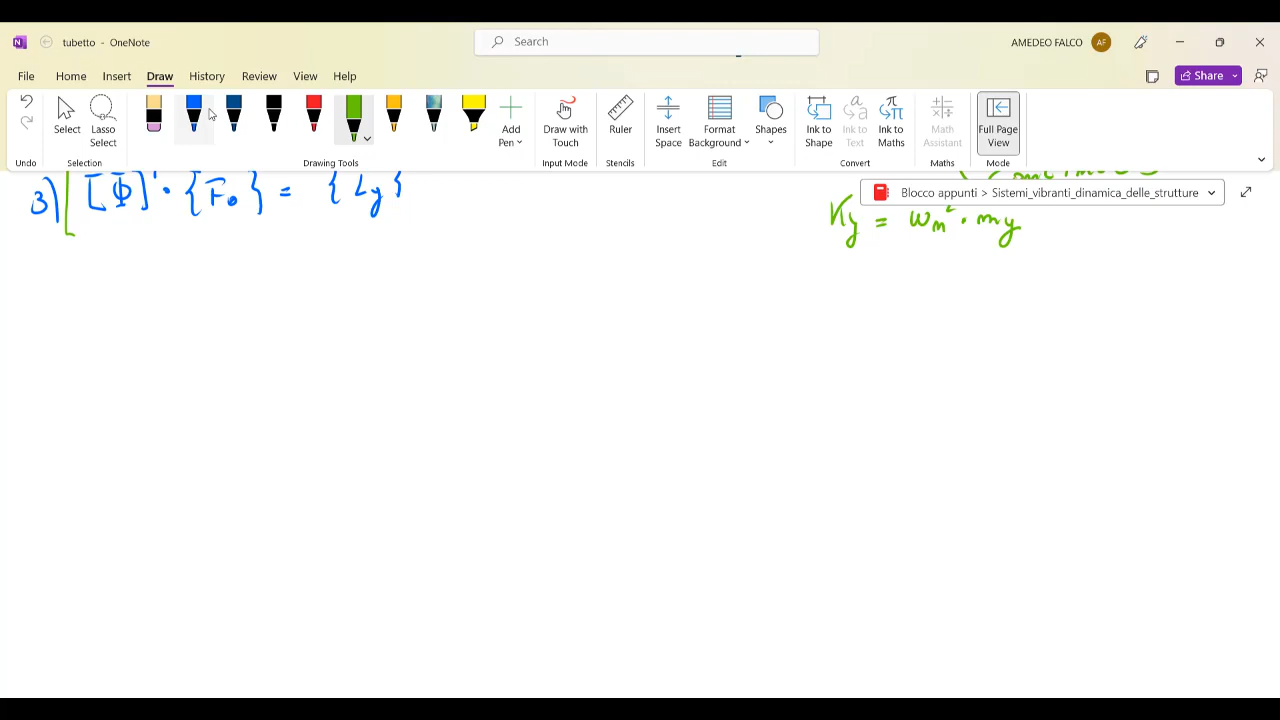 tubetto - OneNote
Search
AMEDEO FALCO AF
File Home Insert Draw History Review View Help
Share
Undo
Select
Lasso Select
Selection
Drawing Tools
Add Pen
Draw with Touch
Input Mode
Ruler
Stencils
Insert Space
Format Background
Shapes
Edit
Ink to Shape
Ink to Text
Ink to Maths
Convert
Math Assistant
Maths
Full Page View
Mode
Blocco appunti > Sistemi_vibranti_dinamica_delle_strutture
3) [Φ]ᵀ · {F₀} = {Ly}
Ky = ωn² · my